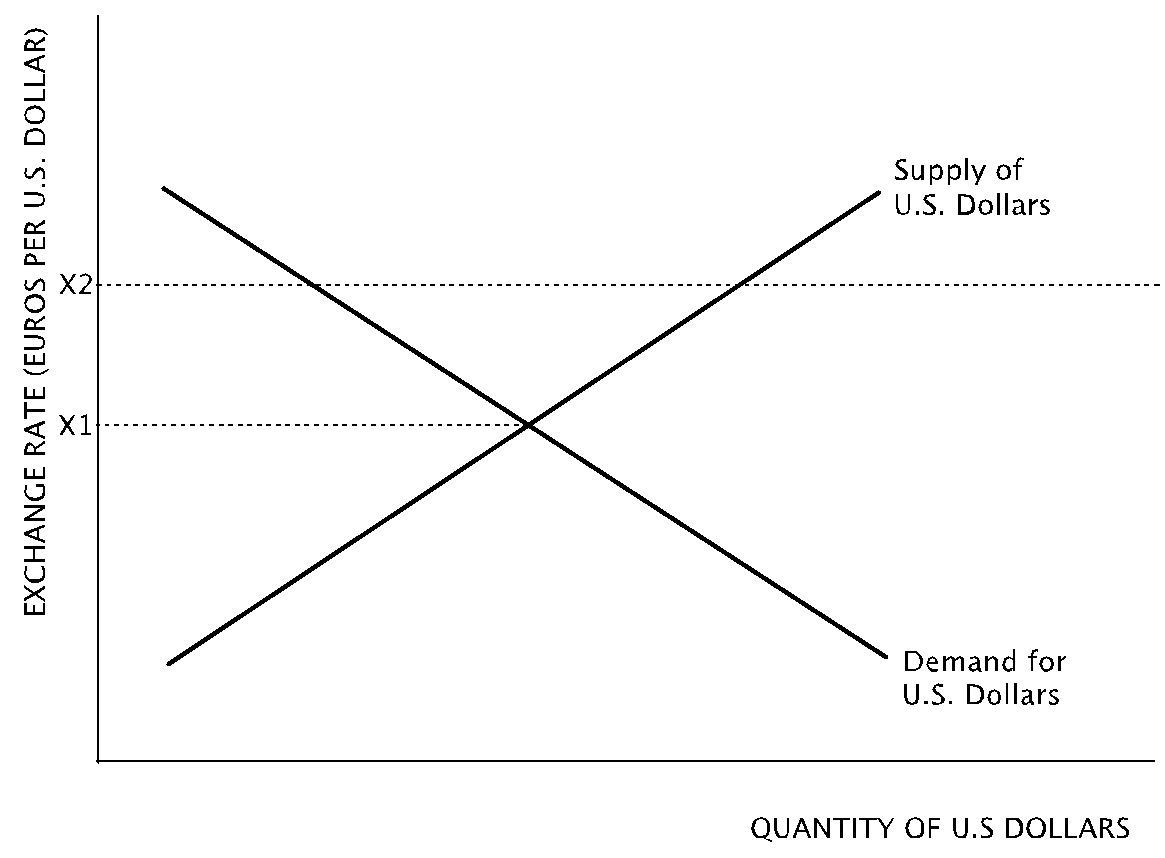 EXCHANGE RATE (EUROS PER U.S. DOLLAR)
Supply of
U.S. Dollars
X2
X1
Demand for
U.S. Dollars
QUANTITY OF U.S DOLLARS